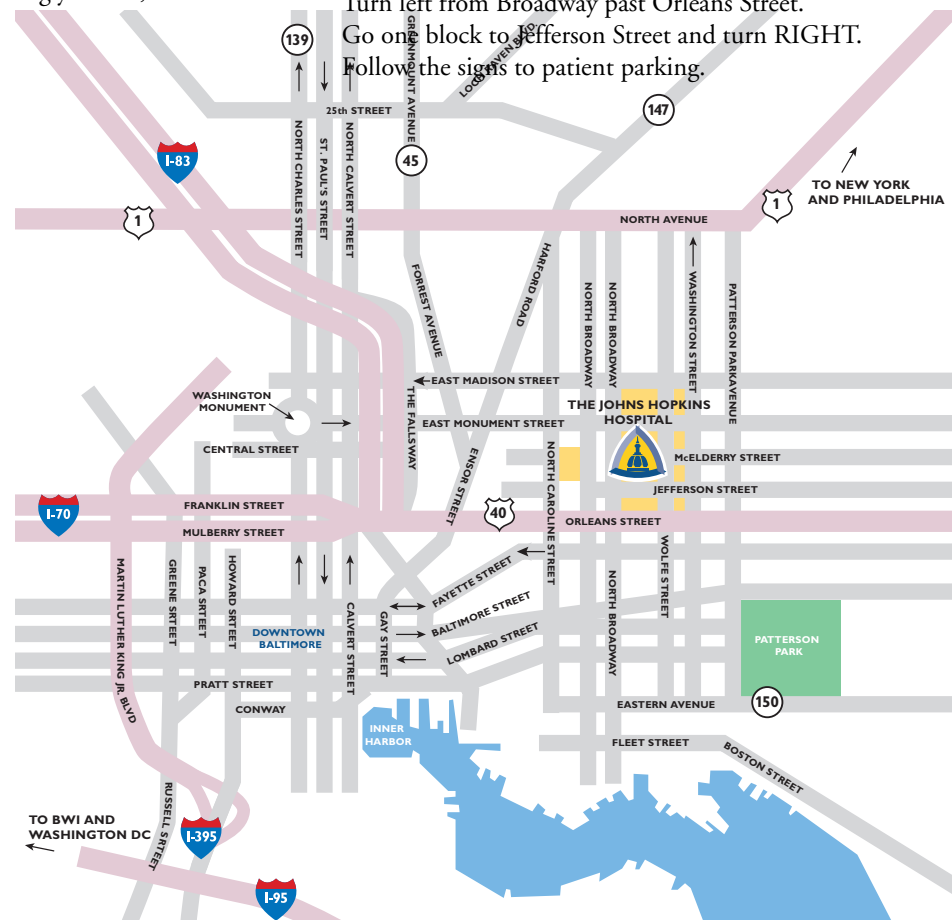 Turn left from Broadway past Orleans Street.
Go one block to Jefferson Street and turn RIGHT.
Follow the signs to patient parking.
139
GREENMOUNT AVENUE
LOCH RAVEN BLVD.
25th STREET
147
I-83
NORTH CHARLES STREET
ST. PAUL'S STREET
NORTH CALVERT STREET
45
1
NORTH AVENUE
1
TO NEW YORK
AND PHILADELPHIA
HARFORD ROAD
FORREST AVENUE
NORTH BROADWAY
NORTH BROADWAY
WASHINGTON STREET
PATTERSON PARKAVENUE
EAST MADISON STREET
WASHINGTON
MONUMENT
THE FALLSWAY
THE JOHNS HOPKINS
HOSPITAL
EAST MONUMENT STREET
CENTRAL STREET
ENSOR STREET
NORTH CAROLINE STREET
McELDERRY STREET
JEFFERSON STREET
I-70
FRANKLIN STREET
40
ORLEANS STREET
MULBERRY STREET
MARTIN LUTHER KING JR. BLVD
GREENE SRTEET
PACA SRTEET
HOWARD SRTEET
CALVERT STREET
GAY STREET
FAYETTE STREET
BALTIMORE STREET
LOMBARD STREET
NORTH BROADWAY
WOLFE STREET
DOWNTOWN
BALTIMORE
PATTERSON
PARK
PRATT STREET
CONWAY
150
EASTERN AVENUE
INNER
HARBOR
FLEET STREET
BOSTON STREET
RUSSELL SRTEET
TO BWI AND
WASHINGTON DC
I-395
I-95